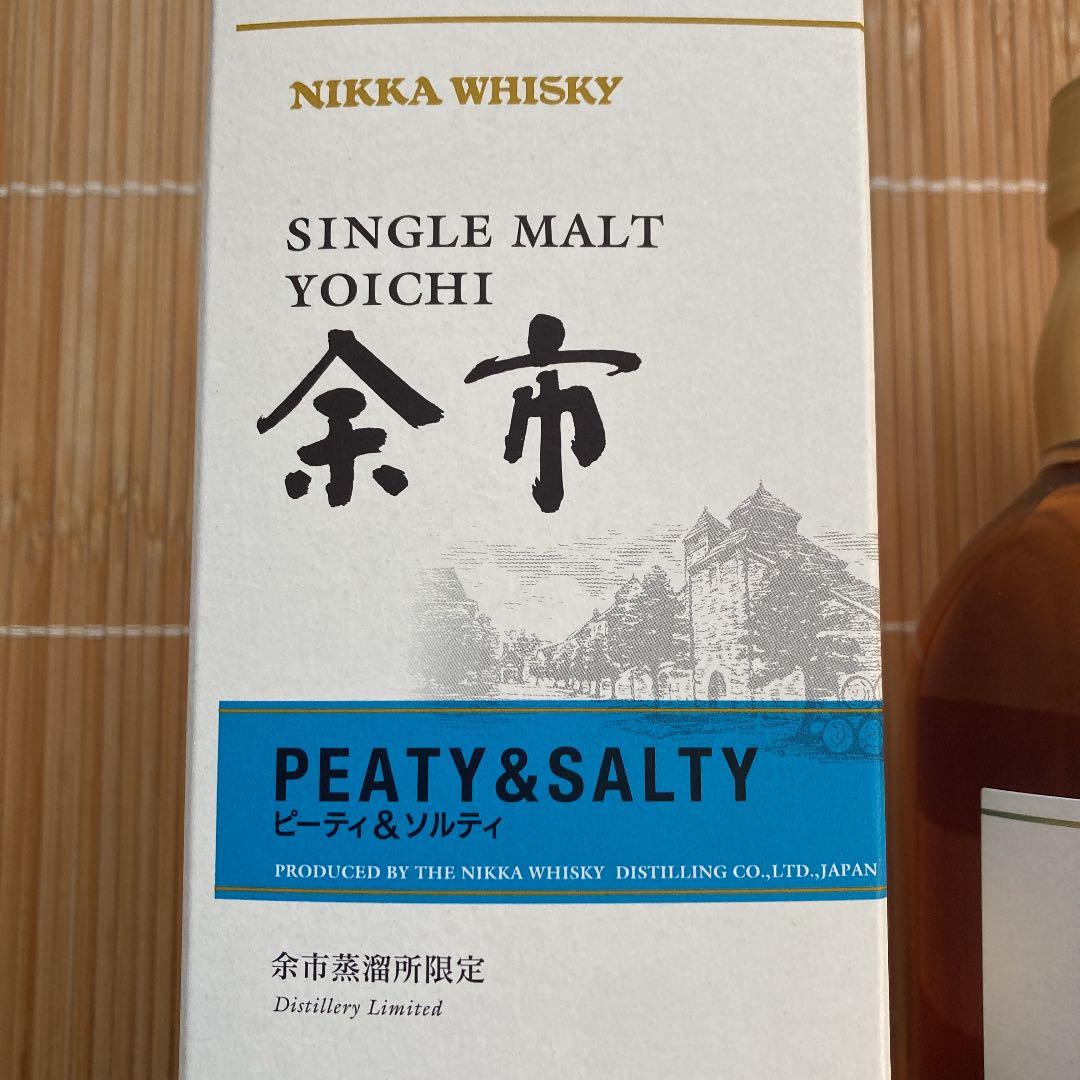 NIKKA WHISKY
SINGLE MALT
YOICHI
余市
PEATY&SALTY
ピーティ&ソルティ
PRODUCED BY THE NIKKA WHISKY DISTILLING CO.,LTD.,JAPAN
余市蒸溜所限定
Distillery Limited